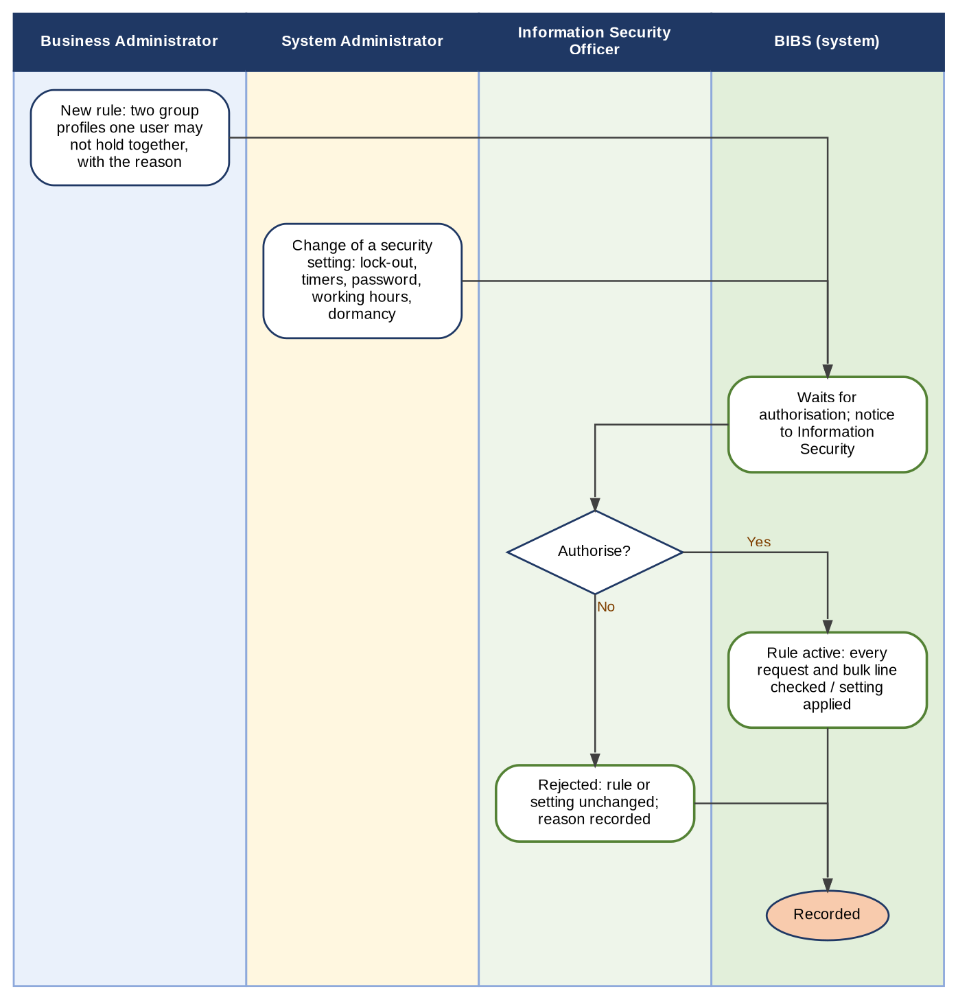 Business Administrator
System Administrator
Information Security
Officer
BIBS (system)
New rule: two group
profiles one user may
not hold together,
with the reason
Change of a security
setting: lock-out,
timers, password,
working hours,
dormancy
Waits for
authorisation; notice
to Information
Security
Authorise?
Yes
No
Rule active: every
request and bulk line
checked / setting
applied
Rejected: rule or
setting unchanged;
reason recorded
Recorded